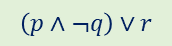 (p ∧ ¬q) ∨ r